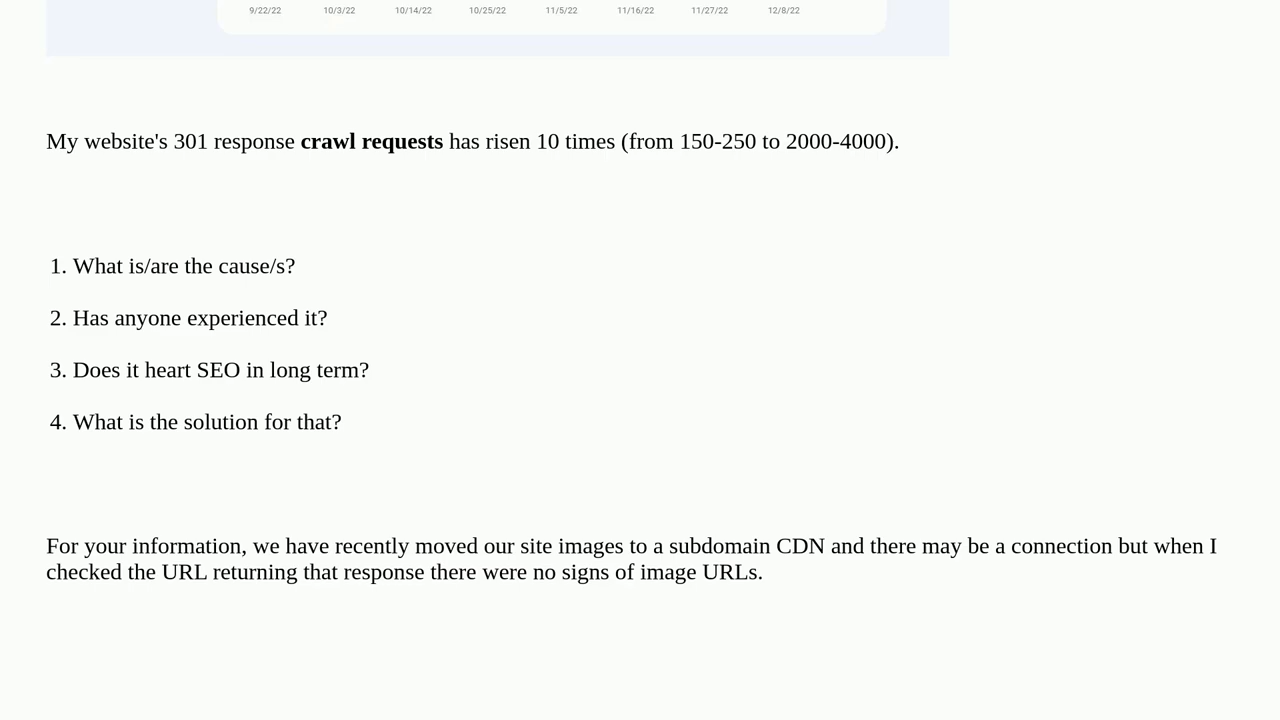 9/22/22 10/3/22 10/14/22 10/25/22 11/5/22 11/16/22 11/27/22 12/8/22
My website's 301 response crawl requests has risen 10 times (from 150-250 to 2000-4000).
1. What is/are the cause/s?
2. Has anyone experienced it?
3. Does it heart SEO in long term?
4. What is the solution for that?
For your information, we have recently moved our site images to a subdomain CDN and there may be a connection but when I
checked the URL returning that response there were no signs of image URLs.